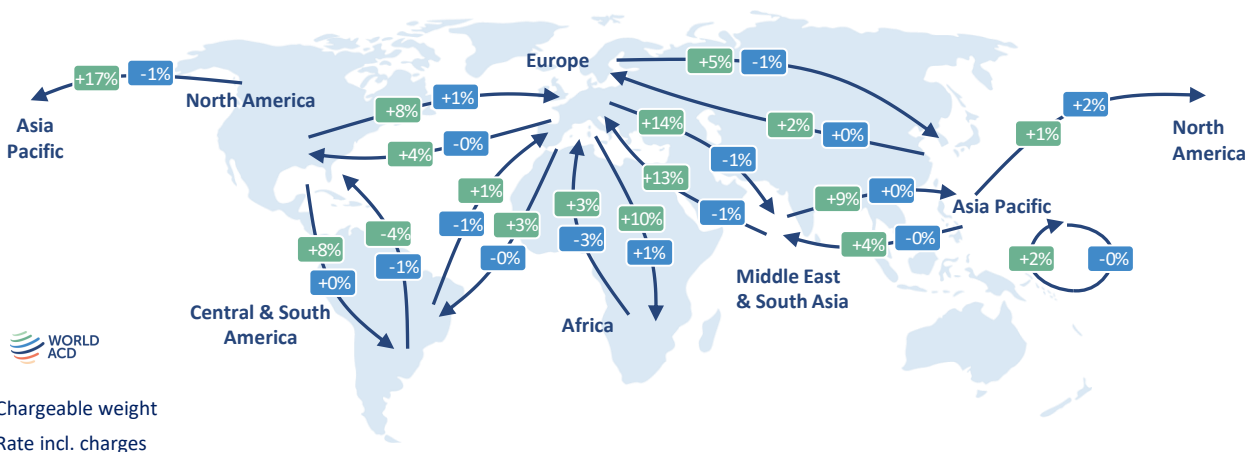 Europe
+5%
-1%
+17%
-1%
North America
Asia
Pacific
+8%
+1%
+4%
-0%
+14%
-1%
+2%
+0%
+2%
+1%
North
America
+13%
-1%
+9%
+0%
Asia Pacific
+4%
-0%
+2%
-0%
Middle East
& South Asia
+1%
-1%
+3%
-0%
+3%
-3%
+10%
+1%
-4%
-1%
+8%
+0%
Central & South
America
Africa
WORLD
ACD
Chargeable weight
Rate incl. charges